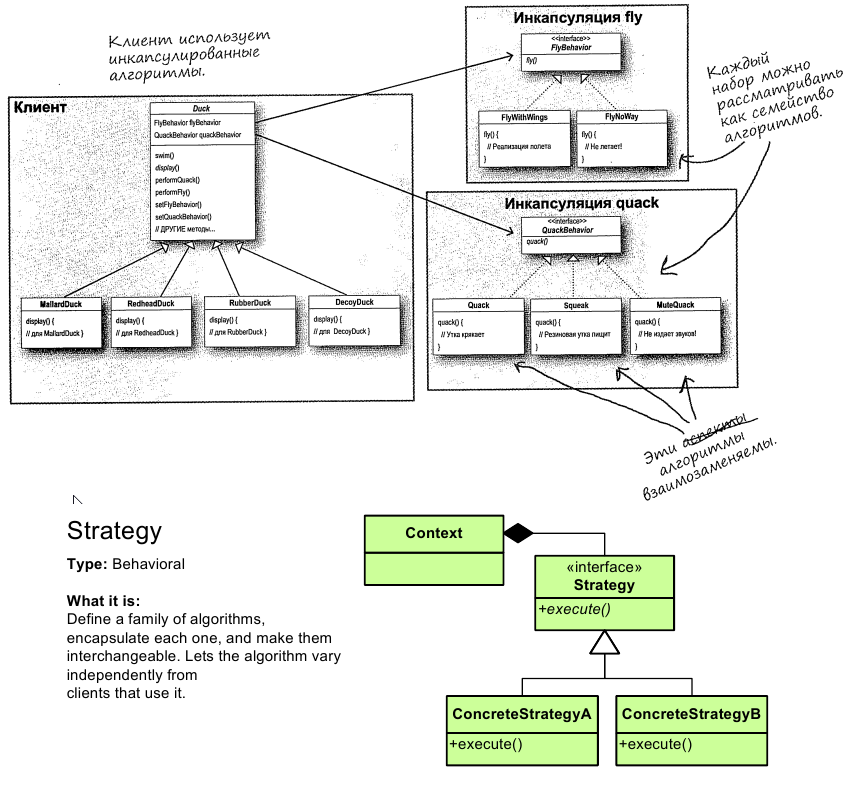 Клиент использует
инкапсулированные
алгоритмы.
Клиент
Duck
FlyBehavior flyBehavior
QuackBehavior quackBehavior
swim()
display()
performQuack()
performFly()
setFlyBehavior()
setQuackBehavior()
// ДРУГИЕ методы...
MallardDuck
display() {
// для MallardDuck }
RedheadDuck
display() {
// для RedheadDuck }
RubberDuck
display() {
// для RubberDuck }
DecoyDuck
display() {
// для DecoyDuck }
Инкапсуляция fly
<<interface>>
FlyBehavior
fly()
FlyWithWings
fly() {
// Реализация полета
}
FlyNoWay
fly() {
// Не летает!
}
Каждый
набор можно
рассматривать
как семейство
алгоритмов.
Инкапсуляция quack
<<interface>>
QuackBehavior
quack()
Quack
quack() {
// Утка крякает
}
Squeak
quack() {
// Резиновая утка пищит
}
MuteQuack
quack() {
// Не издает звуков!
}
Эти аспекты
алгоритмы
взаимозаменяемы.
Strategy
Type: Behavioral
What it is:
Define a family of algorithms,
encapsulate each one, and make them
interchangeable. Lets the algorithm vary
independently from
clients that use it.
Context
«interface»
Strategy
+execute()
ConcreteStrategyA
+execute()
ConcreteStrategyB
+execute()